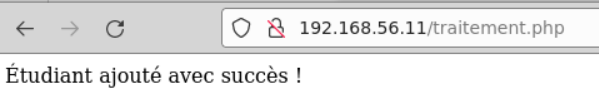 192.168.56.11/traitement.php
Étudiant ajouté avec succès !